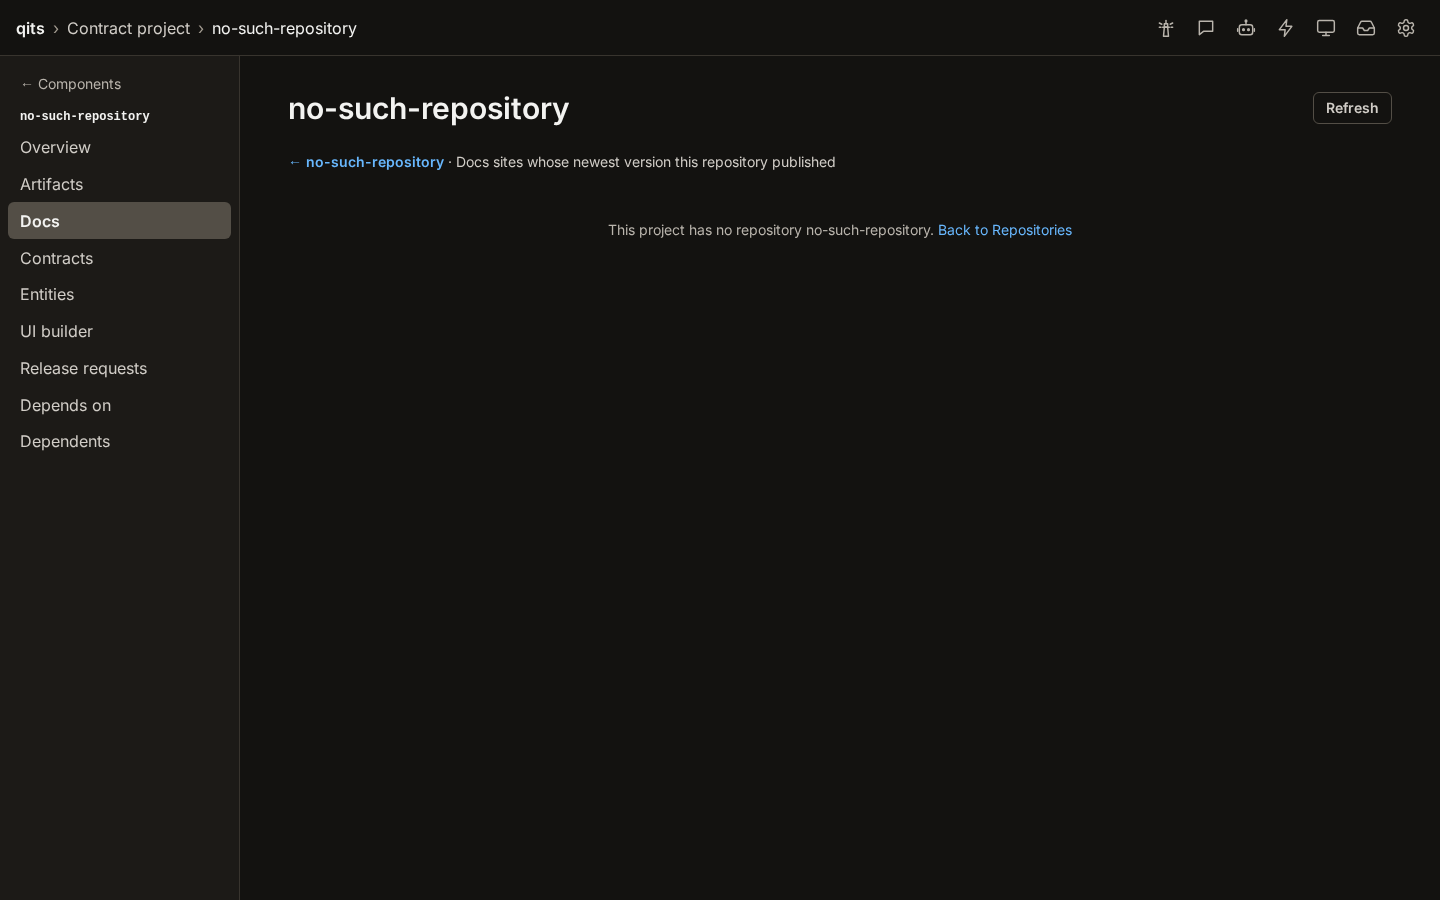 qits › Contract project › no-such-repository
← Components
no-such-repository
Overview
Artifacts
Docs
Contracts
Entities
UI builder
Release requests
Depends on
Dependents
no-such-repository
Refresh
← no-such-repository · Docs sites whose newest version this repository published
This project has no repository no-such-repository. Back to Repositories